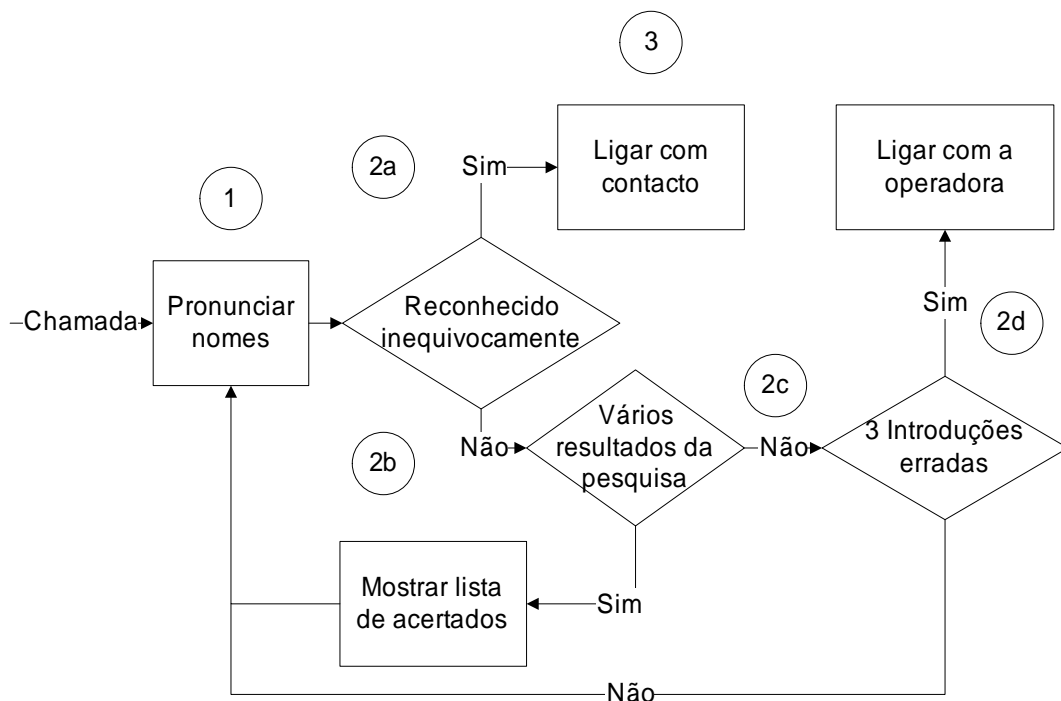 3
2a
Sim
Ligar com
contacto
Ligar com a
operadora
1
Chamada
Pronunciar
nomes
Reconhecido
inequivocamente
Sim
2d
2c
Não
2b
Vários
resultados da
pesquisa
Não
3 Introduções
erradas
Mostrar lista
de acertados
Sim
Não